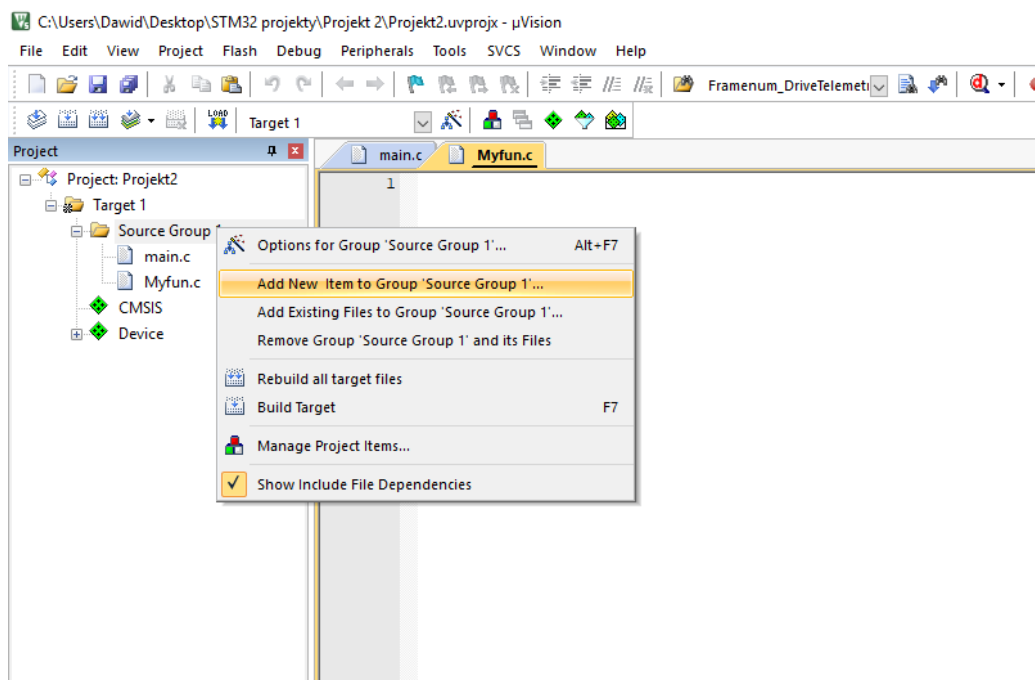 C:\Users\Dawid\Desktop\STM32 projekty\Projekt 2\Projekt2.uvprojx - µVision
File Edit View Project Flash Debug Peripherals Tools SVCS Window Help
Framenum_DriveTelemeti
LOAD Target 1
Project
main.c Myfun.c
Project: Projekt2
1
Target 1
Source Group
main.c
Myfun.c
CMSIS
Device
Options for Group 'Source Group 1'... Alt+F7
Add New Item to Group 'Source Group 1'...
Add Existing Files to Group 'Source Group 1'...
Remove Group 'Source Group 1' and its Files
Rebuild all target files
Build Target F7
Manage Project Items...
Show Include File Dependencies